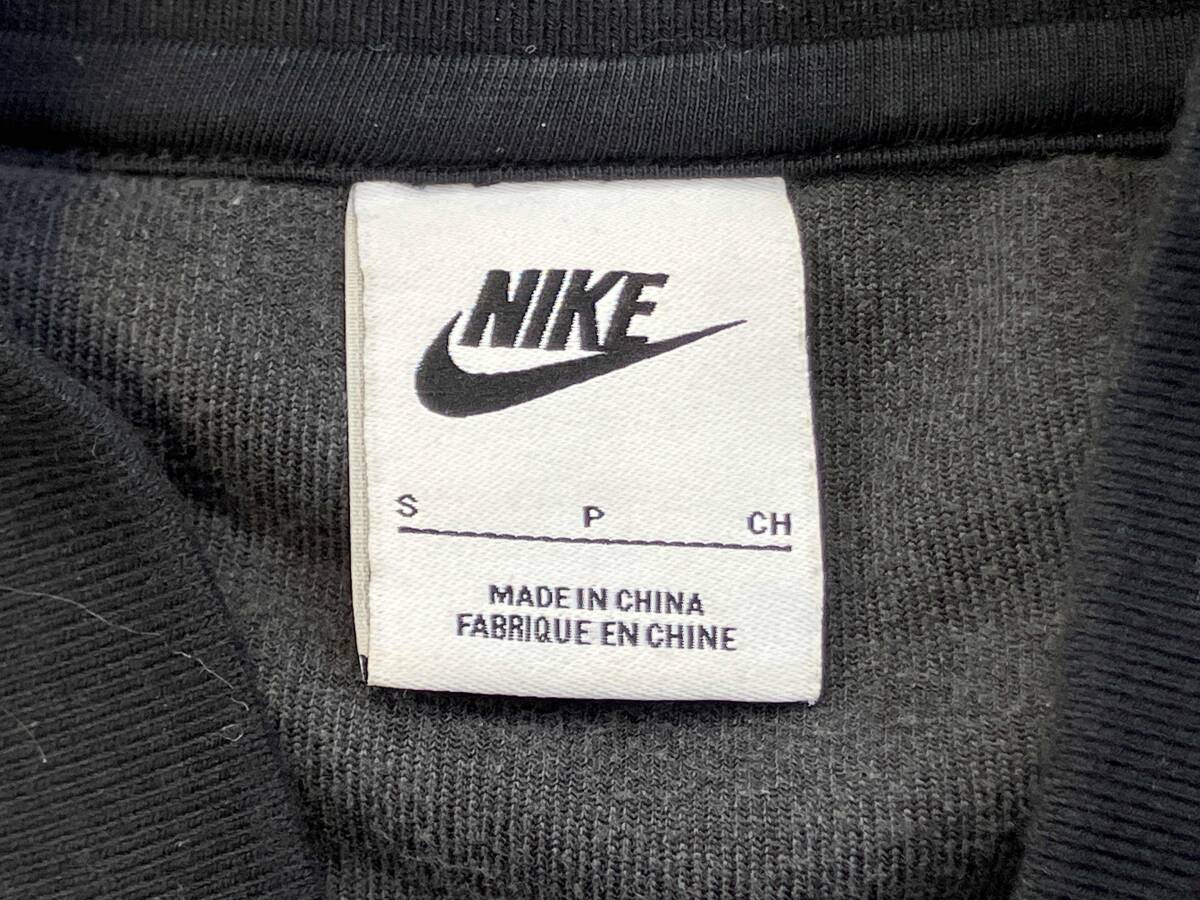 NIKE
S P CH
MADE IN CHINA
FABRIQUE EN CHINE